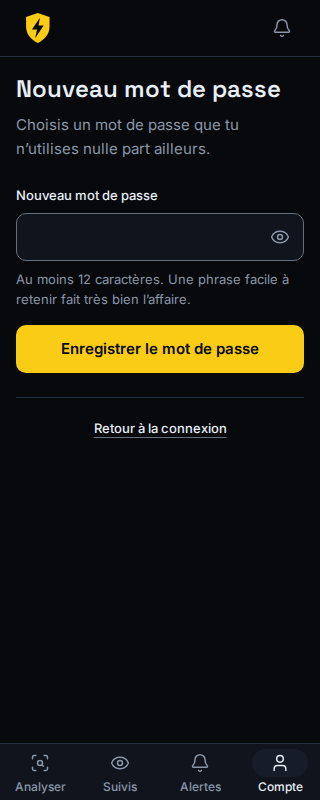 Nouveau mot de passe
Choisis un mot de passe que tu
n’utilises nulle part ailleurs.
Nouveau mot de passe
Au moins 12 caractères. Une phrase facile à
retenir fait très bien l’affaire.
Enregistrer le mot de passe
Retour à la connexion
Analyser
Suivis
Alertes
Compte